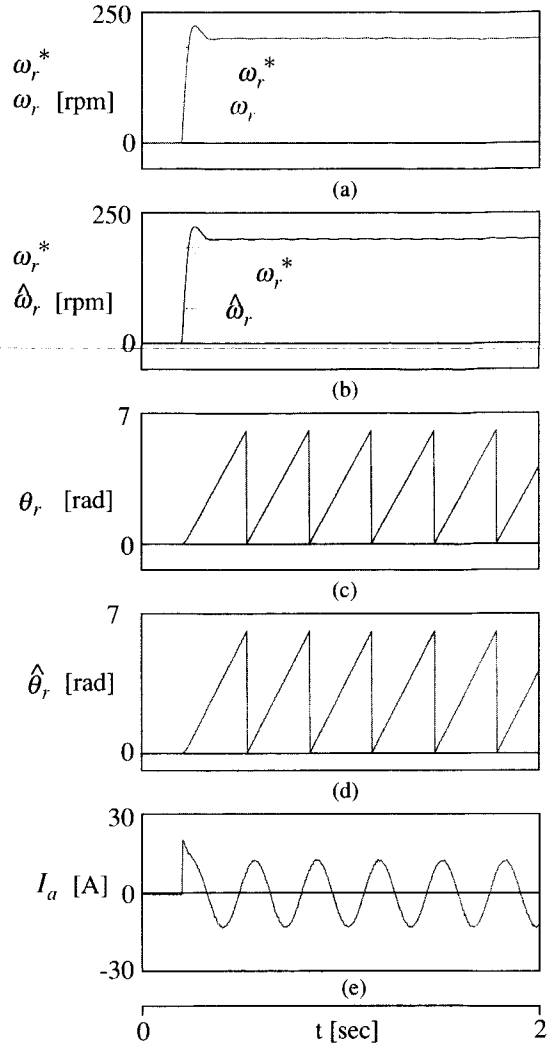 250
ωr*
ωr [rpm]
ωr*
ωr
0
(a)
250
ωr*
ω̂r [rpm]
ωr*
ω̂r
0
(b)
7
θr [rad]
0
(c)
7
θ̂r [rad]
0
(d)
30
Ia [A]
0
-30
(e)
0
t [sec]
2